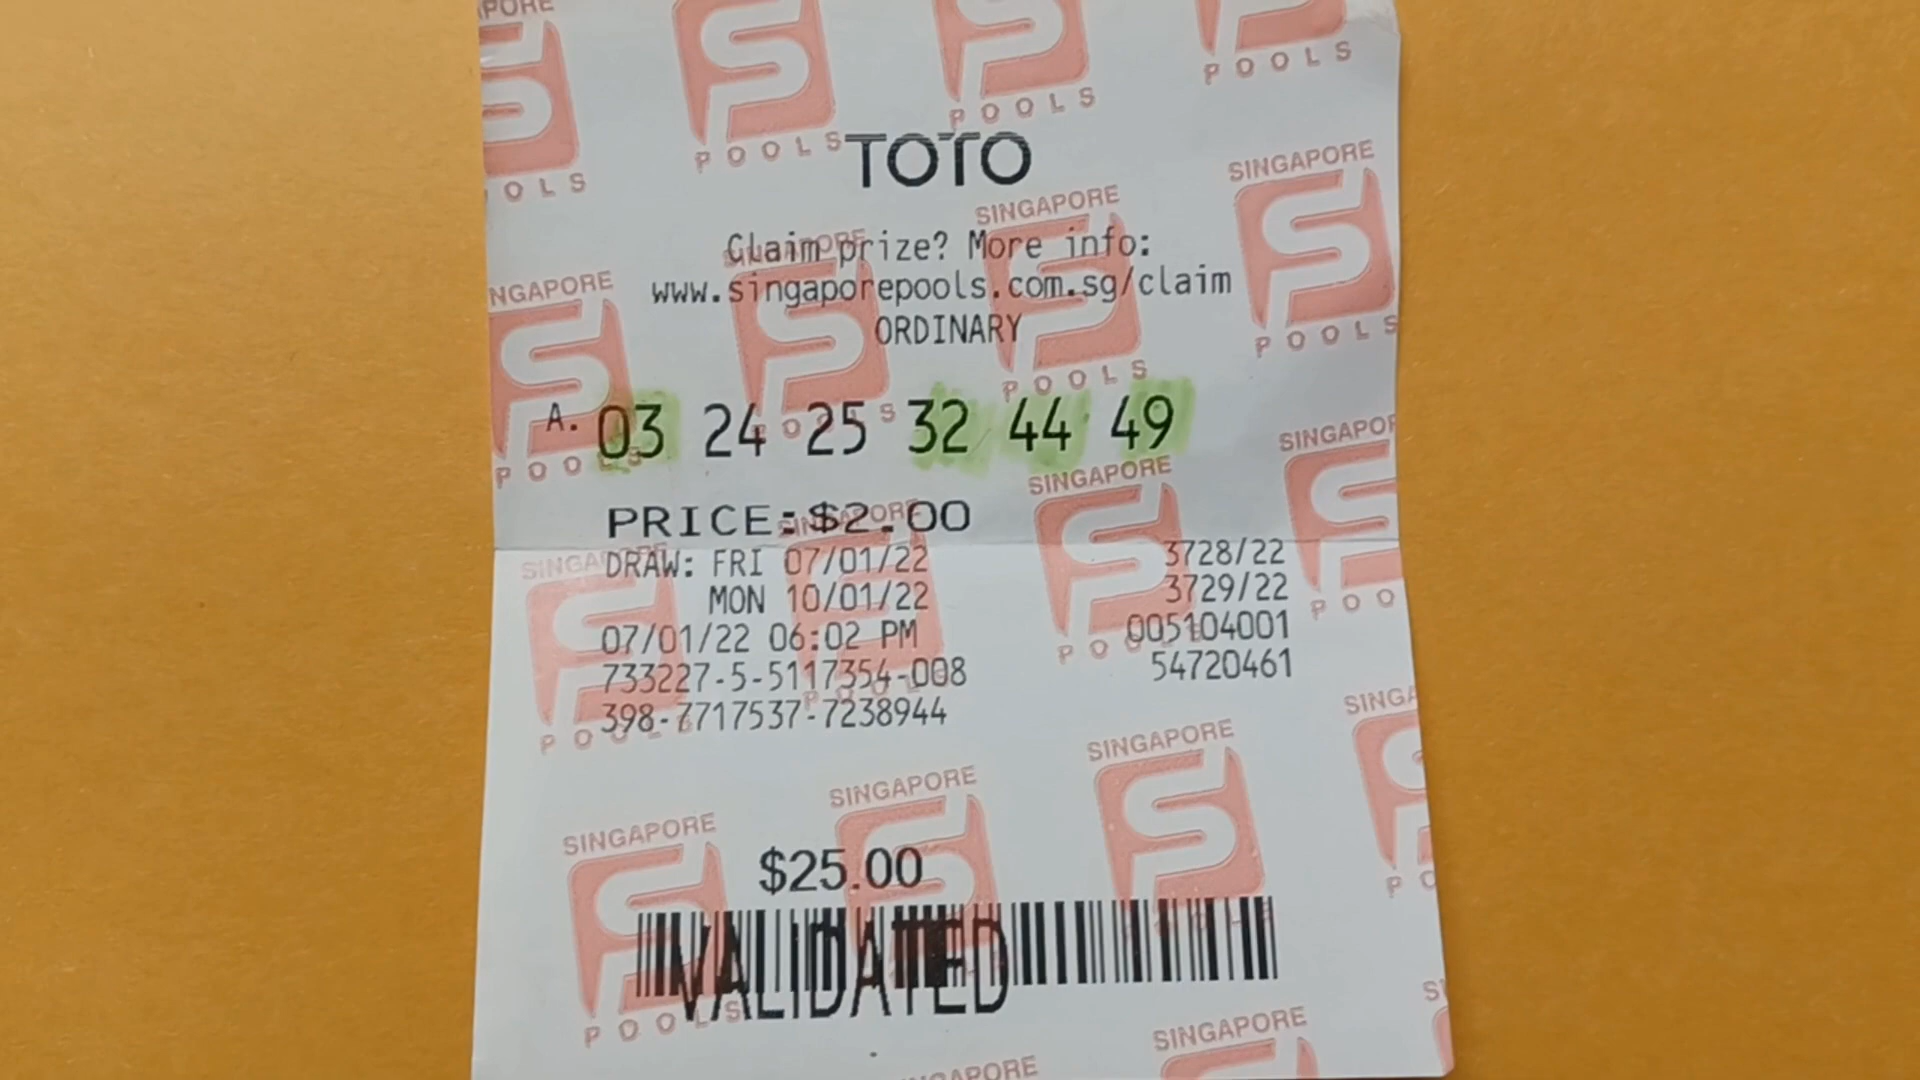 TOTO
Claim prize? More info:
www.singaporepools.com.sg/claim
ORDINARY
A. 03 24 25 32 44 49
PRICE:$2.00
DRAW: FRI 07/01/22 3728/22
MON 10/01/22 3729/22
07/01/22 06:02 PM 005104001
733227-5-5117354-008 54720461
398-7717537-7238944
$25.00
VALIDATED
SINGAPORE POOLS